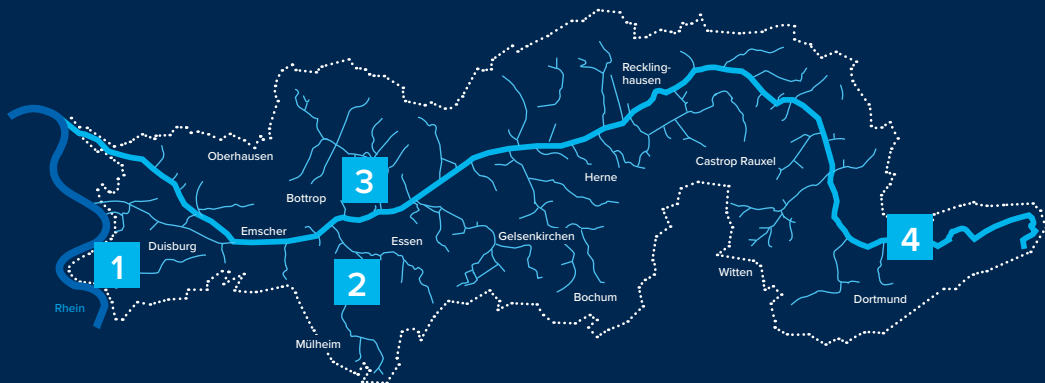 Reckling-
hausen
Oberhausen
Castrop Rauxel
3
Herne
Bottrop
Emscher
Essen
Gelsenkirchen
Duisburg
4
1
Witten
2
Bochum
Dortmund
Rhein
Mülheim